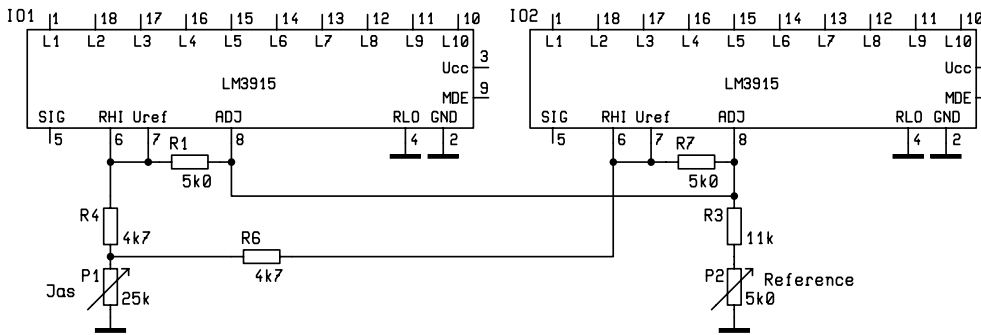 IO1 1 18 17 16 15 14 13 12 11 10 IO2 1 18 17 16 15 14 13 12 11 10
L1 L2 L3 L4 L5 L6 L7 L8 L9 L10 L1 L2 L3 L4 L5 L6 L7 L8 L9 L10
Ucc 3 Ucc
LM3915 LM3915
MDE 9 MDE
SIG RHI Uref ADJ RLO GND SIG RHI Uref ADJ RLO GND
5 6 7 8 4 2 5 6 7 8 4 2
R1 R7
5k0 5k0
R4 R3
4k7 R6 11k
P1 4k7 P2 Reference
Jas 25k 5k0